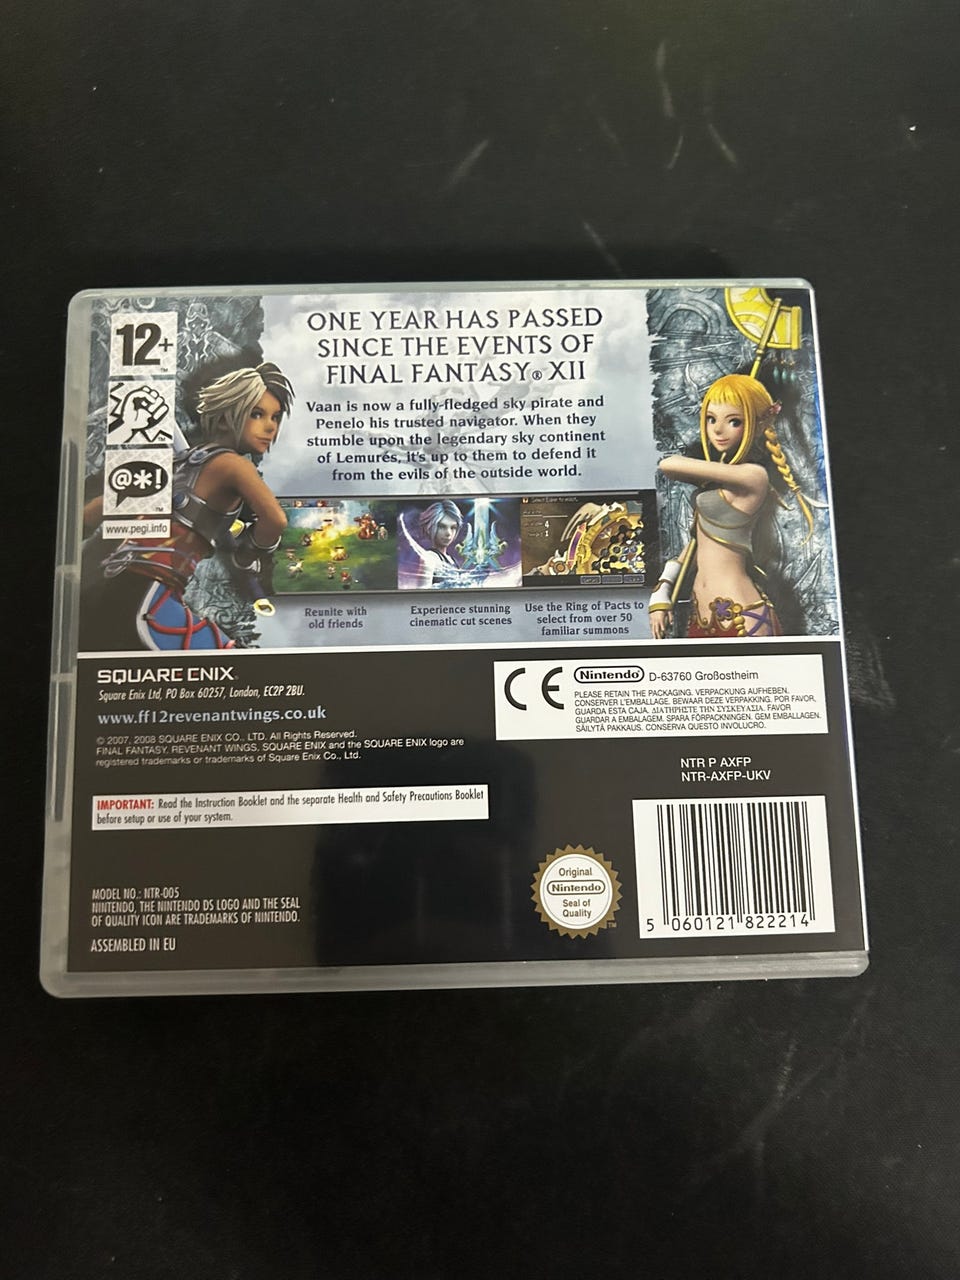 12+
™
™
@*!
™
www.pegi.info
ONE YEAR HAS PASSED
SINCE THE EVENTS OF
FINAL FANTASY® XII
Vaan is now a fully-fledged sky pirate and
Penelo his trusted navigator. When they
stumble upon the legendary sky continent
of Lemurés, it's up to them to defend it
from the evils of the outside world.
Reunite with
old friends
Experience stunning
cinematic cut scenes
Use the Ring of Pacts to
select from over 50
familiar summons
SQUARE ENIX
Square Enix Ltd, PO Box 60257, London, EC2P 2BU.
www.ff12revenantwings.co.uk
© 2007, 2008 SQUARE ENIX CO., LTD. All Rights Reserved.
FINAL FANTASY, REVENANT WINGS, SQUARE ENIX and the SQUARE ENIX logo are
registered trademarks or trademarks of Square Enix Co., Ltd.
IMPORTANT: Read the Instruction Booklet and the separate Health and Safety Precautions Booklet
before setup or use of your system.
MODEL NO.: NTR-005
NINTENDO, THE NINTENDO DS LOGO AND THE SEAL
OF QUALITY ICON ARE TRADEMARKS OF NINTENDO.
ASSEMBLED IN EU
CE Nintendo D-63760 Großostheim
PLEASE RETAIN THE PACKAGING. VERPACKUNG AUFHEBEN.
CONSERVER L'EMBALLAGE. BEWAAR DEZE VERPAKKING. POR FAVOR,
GUARDA ESTA CAJA. ΔΙΑΤΗΡΗΣΤΕ ΤΗΝ ΣΥΣΚΕΥΑΣΙΑ. FAVOR
GUARDAR A EMBALAGEM. SPARA FÖRPACKNINGEN. GEM EMBALLAGEN.
SÄILYTÄ PAKKAUS. CONSERVA QUESTO INVOLUCRO.
NTR P AXFP
NTR-AXFP-UKV
Original
Nintendo
Seal of
Quality
™
5 060121 822214